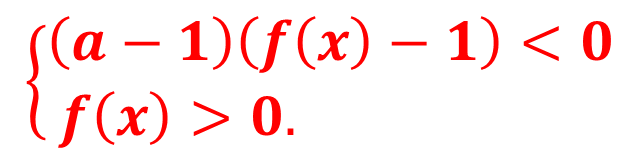 (a − 1)(f(x) − 1) < 0
f(x) > 0.